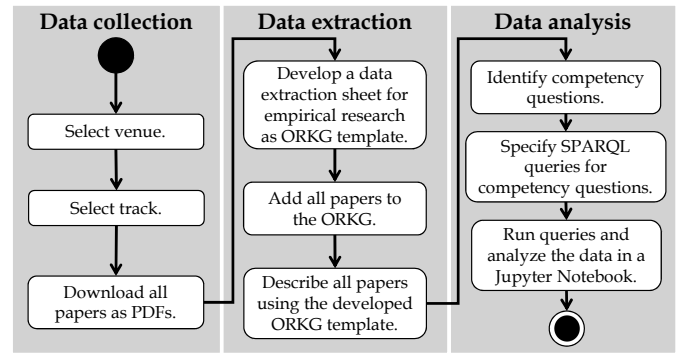 Data collection
Select venue.
Select track.
Download all
papers as PDFs.
Data extraction
Develop a data
extraction sheet for
empirical research
as ORKG template.
Add all papers to
the ORKG.
Describe all papers
using the developed
ORKG template.
Data analysis
Identify competency
questions.
Specify SPARQL
queries for
competency questions.
Run queries and
analyze the data in a
Jupyter Notebook.